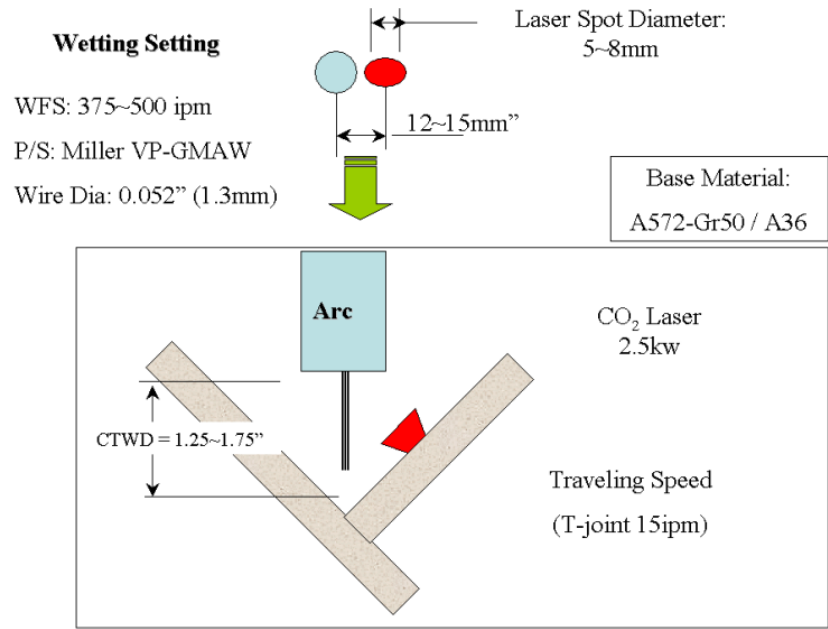 Wetting Setting
WFS: 375~500 ipm
P/S: Miller VP-GMAW
Wire Dia: 0.052” (1.3mm)
Laser Spot Diameter:
5~8mm
12~15mm”
Base Material:
A572-Gr50 / A36
Arc
CO₂ Laser
2.5kw
CTWD = 1.25~1.75”
Traveling Speed
(T-joint 15ipm)